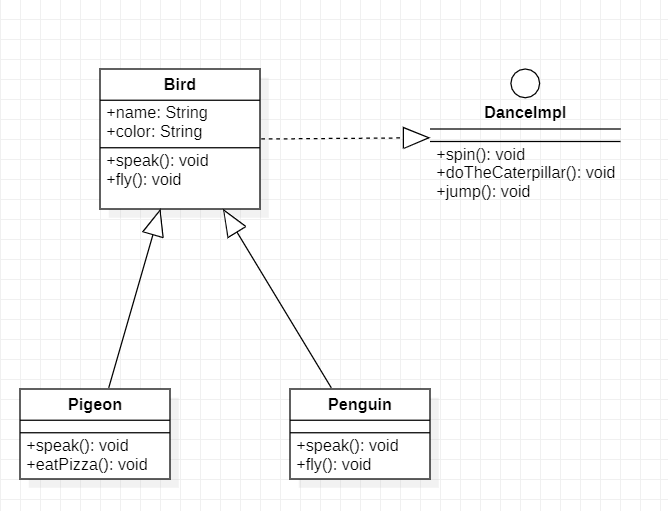 Bird
+name: String
+color: String
+speak(): void
+fly(): void
DanceImpl
+spin(): void
+doTheCaterpillar(): void
+jump(): void
Pigeon
+speak(): void
+eatPizza(): void
Penguin
+speak(): void
+fly(): void